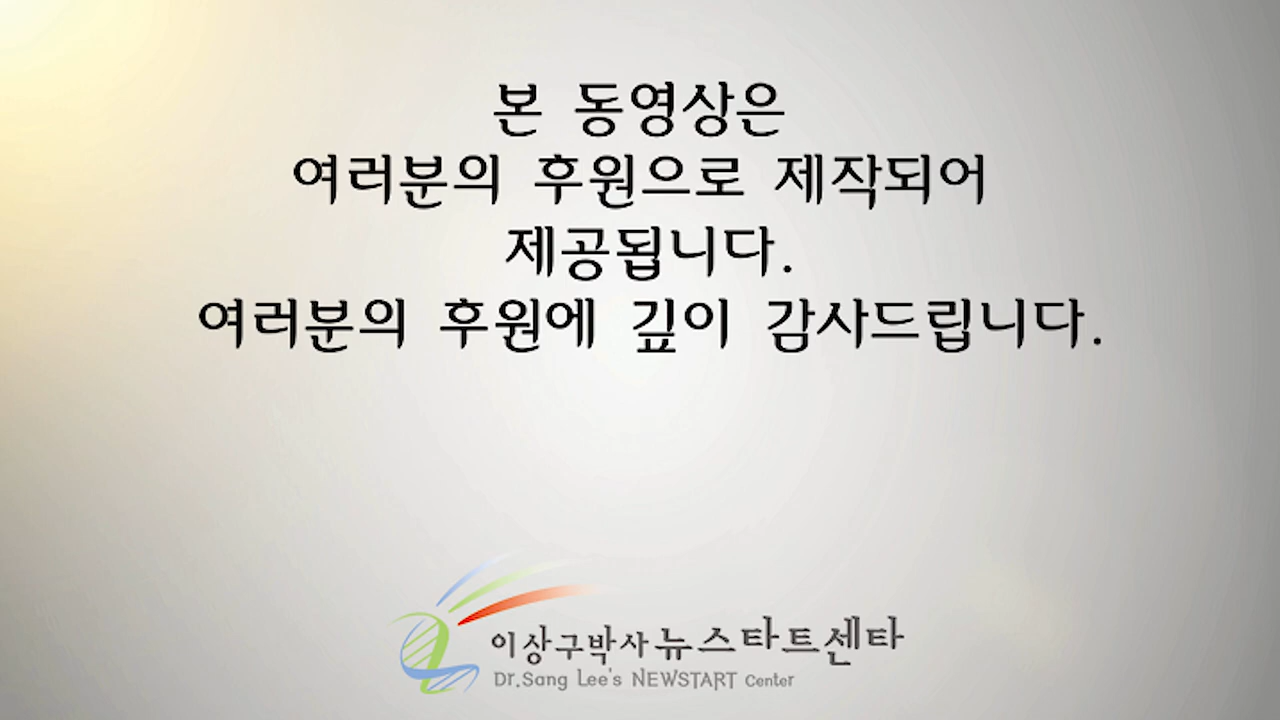 본 동영상은
여러분의 후원으로 제작되어
제공됩니다.
여러분의 후원에 깊이 감사드립니다.
이상구박사 뉴스타트센타
Dr.Sang Lee's NEWSTART Center